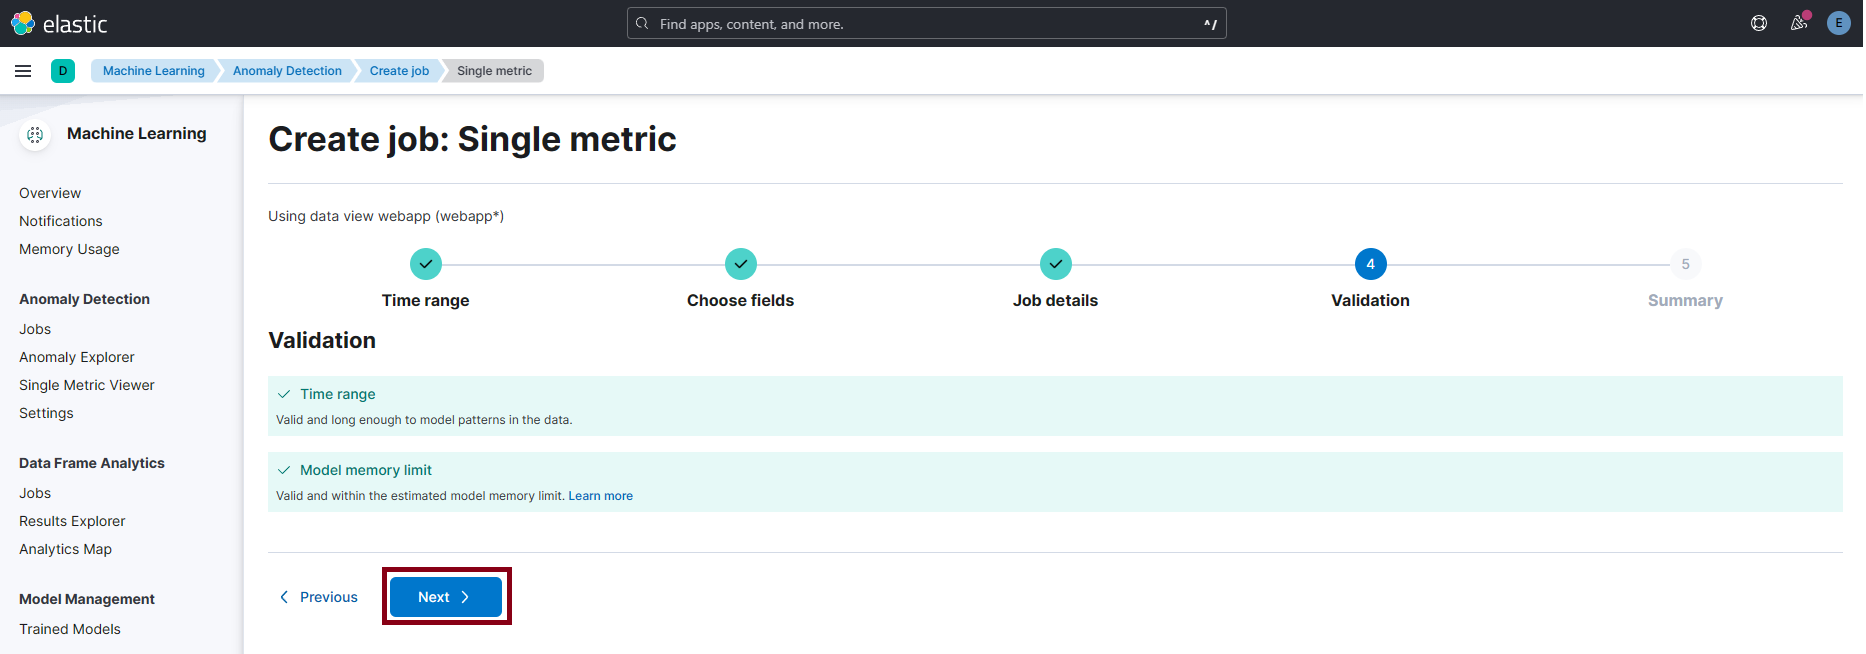 elastic
Find apps, content, and more.
^/
E
D
Machine Learning
Anomaly Detection
Create job
Single metric
Machine Learning
Overview
Notifications
Memory Usage
Anomaly Detection
Jobs
Anomaly Explorer
Single Metric Viewer
Settings
Data Frame Analytics
Jobs
Results Explorer
Analytics Map
Model Management
Trained Models
Create job: Single metric
Using data view webapp (webapp*)
Time range
Choose fields
Job details
4
Validation
5
Summary
Validation
Time range
Valid and long enough to model patterns in the data.
Model memory limit
Valid and within the estimated model memory limit. Learn more
Previous
Next